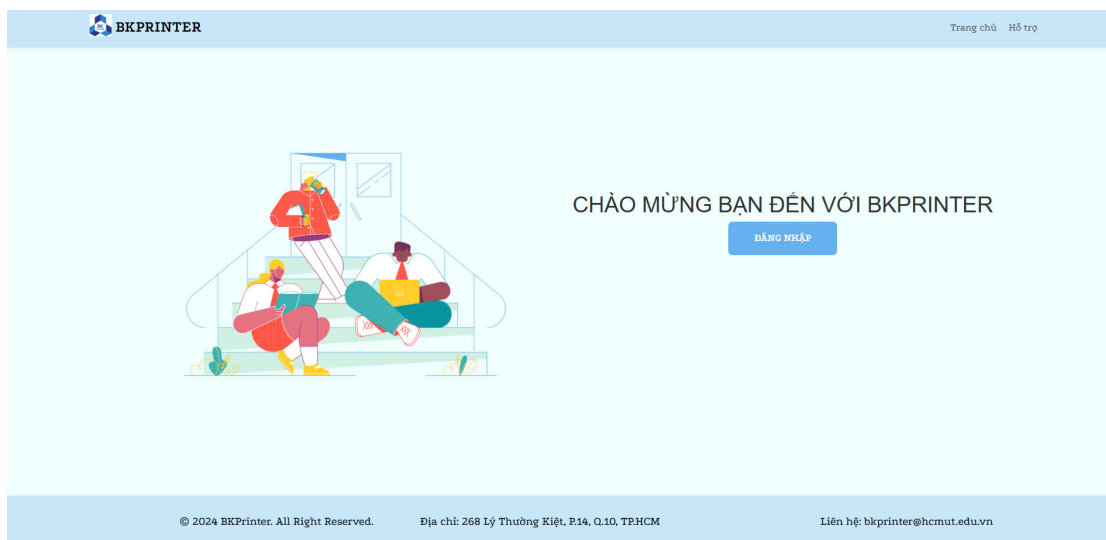 BKPRINTER
Trang chủ Hỗ trợ
CHÀO MỪNG BẠN ĐẾN VỚI BKPRINTER
ĐĂNG NHẬP
© 2024 BKPrinter. All Right Reserved. Địa chỉ: 268 Lý Thường Kiệt, P.14, Q.10, TP.HCM Liên hệ: bkprinter@hcmut.edu.vn